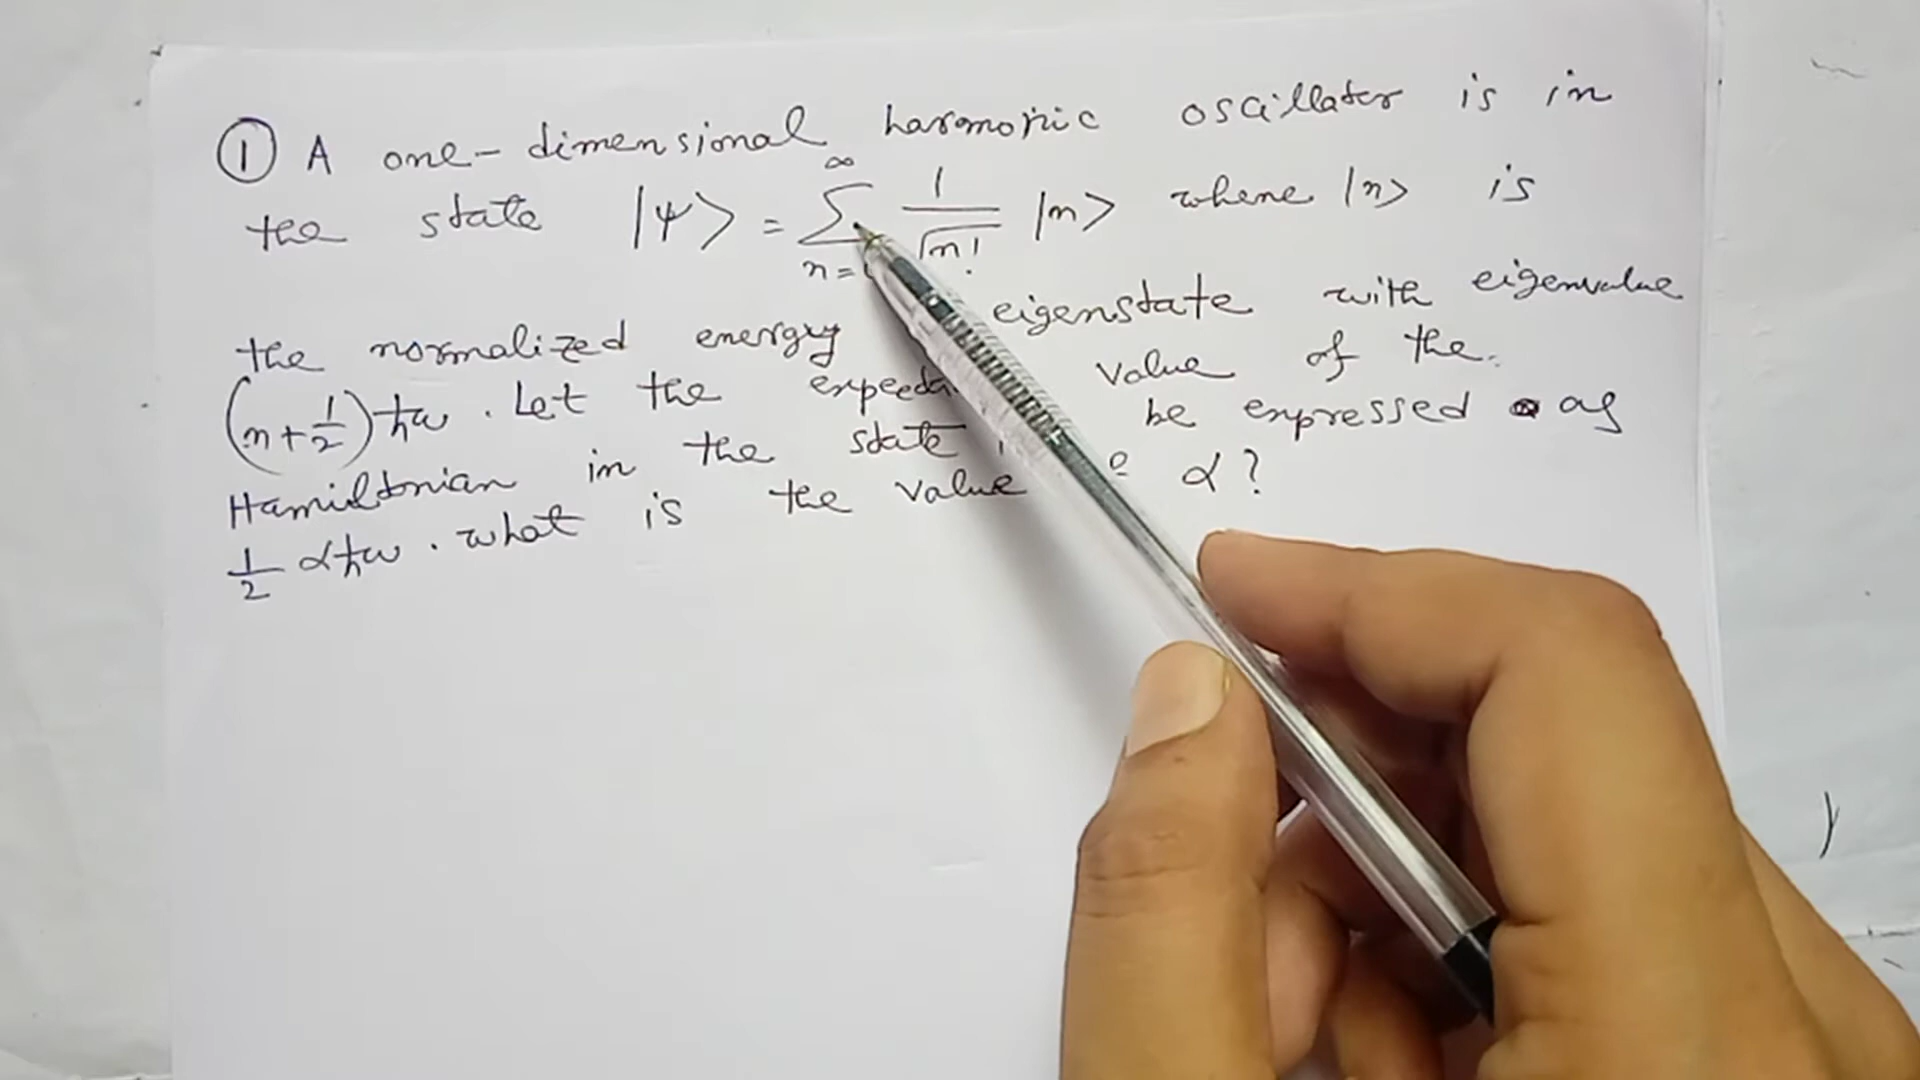 ① A one-dimensional harmonic oscillator is in
the state |ψ> = ∑ n= ∞ 1/√n! |n> where |n> is
the normalized energy eigenstate with eigenvalue
(n+1/2)ħω. Let the value of the
Hamiltonian in the state be expressed as
1/2 αħω. what is the value α?